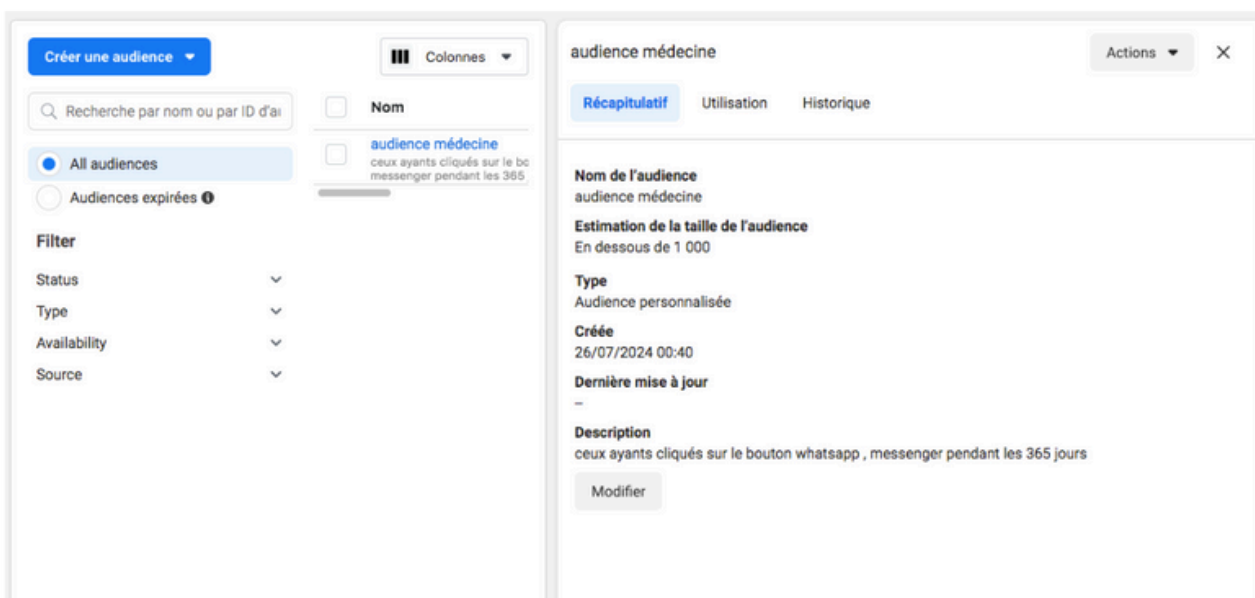 Créer une audience
Colonnes
Recherche par nom ou par ID d'a
All audiences
Audiences expirées
Filter
Status
Type
Availability
Source
Nom
audience médecine
ceux ayants cliqués sur le bo
messenger pendant les 365
audience médecine
Actions
Récapitulatif
Utilisation
Historique
Nom de l'audience
audience médecine
Estimation de la taille de l'audience
En dessous de 1 000
Type
Audience personnalisée
Créée
26/07/2024 00:40
Dernière mise à jour
–
Description
ceux ayants cliqués sur le bouton whatsapp , messenger pendant les 365 jours
Modifier